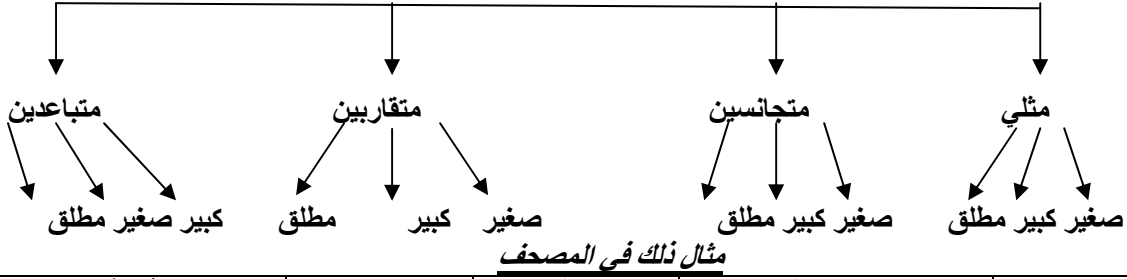 مثلي متجانسين متقاربين متباعدين
صغير كبير مطلق صغير كبير مطلق صغير كبير مطلق كبير صغير مطلق
مثال ذلك في المصحف